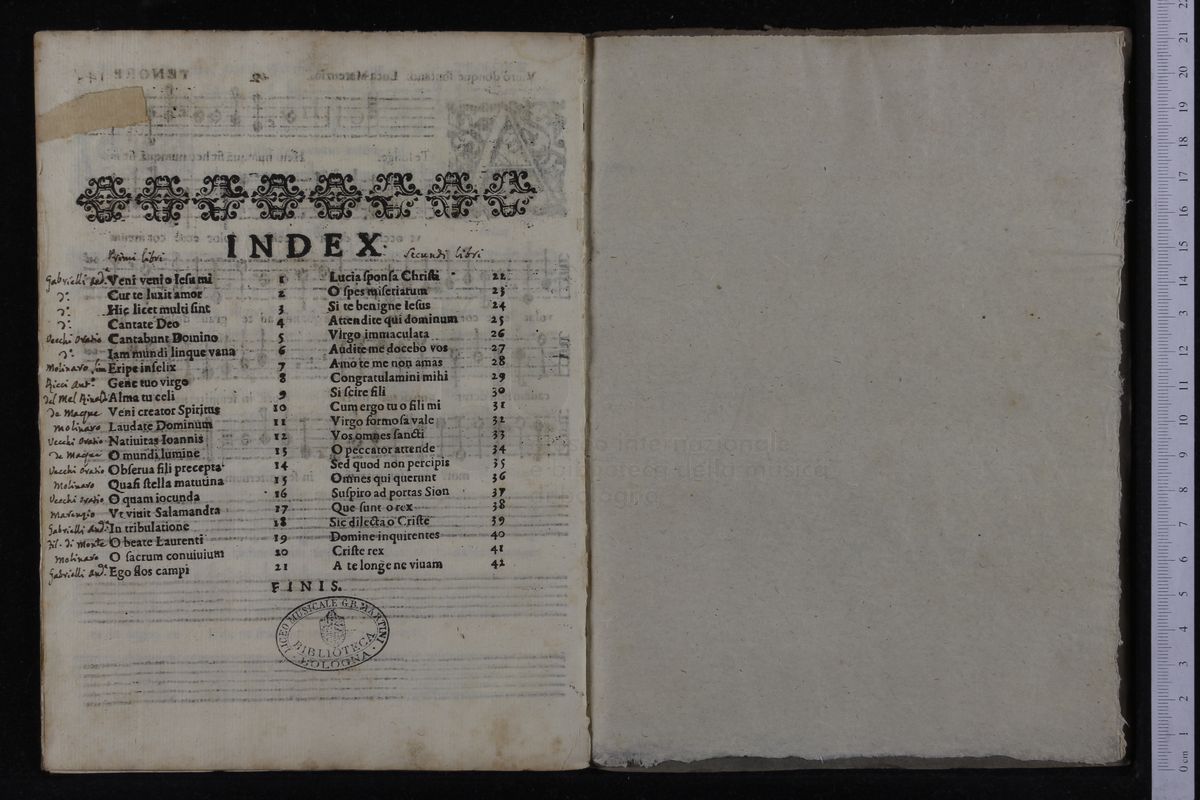 INDEX
Primi libri
Secundi libri
Gabrielli And.ª Veni venio Iesu mi 1
D.º Cur te luxit amor 2
D.º Hic licet multi sint 3
D.º Cantate Deo 4
Vecchi Oratio Cantabunt Domino 5
D.º Iam mundi linque vana 6
Molinaro Sim Eripe infelix 7
Ricci Ant.º Gene tuo virgo 8
del Mel Rinal. Alma tu celi 9
de Macque Veni creator Spiritus 10
Molinaro Laudate Dominum 11
Vecchi Oratio Natiuitas Ioannis 12
de Macque O mundi lumine 13
Vecchi Oratio Obserua fili precepta 14
Molinaro Quasi stella matutina 15
Vecchi Oratio O quam iocunda 16
Marenzio Vt viuit Salamandra 17
Gabrielli And.ª In tribulatione 18
Fil. di Monte O beate Laurenti 19
Molinaro O sacrum conuiuium 20
Gabrielli And.ª Ego flos campi 21
Lucia sponsa Christi 22
O spes miseriarum 23
Si te benigne Iesus 24
Attendite qui dominum 25
Virgo immaculata 26
Audite me docebo vos 27
Amo te me non amas 28
Congratulamini mihi 29
Si scire fili 30
Cum ergo tu o fili mi 31
Virgo formosa vale 32
Vos omnes sancti 33
O peccator attende 34
Sed quod non percipis 35
Omnes qui querunt 36
Suspiro ad portas Sion 37
Que sunt o rex 38
Sic dilecta o Criste 39
Domine inquirentes 40
Criste rex 41
A te longe ne viuam 42
FINIS.
LICEO MUSICALE G.B. MARTINI
BIBLIOTECA
BOLOGNA